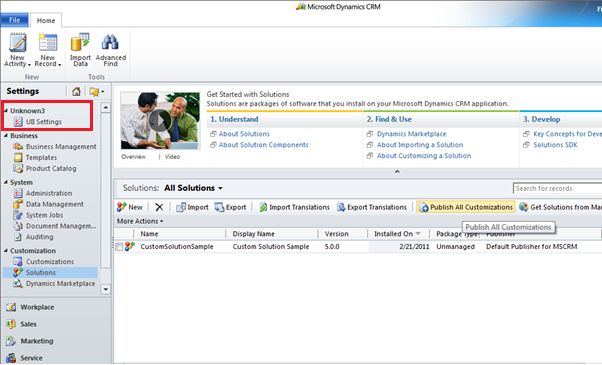 Microsoft Dynamics CRM
File Home
New Activity New Record Import Data Advanced Find
New Tools
Settings
Unknown3
UII Settings
Business
Business Management
Templates
Product Catalog
System
Administration
Data Management
System Jobs
Document Managem...
Auditing
Customization
Customizations
Solutions
Dynamics Marketplace
Workplace
Sales
Marketing
Service
Overview | Video
Get Started with Solutions
Solutions are packages of software that you install on your Microsoft Dynamics CRM application.
1. Understand
About Solutions
About Solution Components
2. Find & Use
Dynamics Marketplace
About Importing a Solution
About Customizing a Solution
3. Develop
Key Concepts for Devel
Solutions SDK
Solutions: All Solutions
Search for records
New Import Export Import Translations Export Translations Publish All Customizations Get Solutions from Mar
More Actions
Publish All Customizations
Name Display Name Version Installed On Package Type Publisher
CustomSolutionSample Custom Solution Sample 5.0.0 2/21/2011 Unmanaged Default Publisher for MSCRM